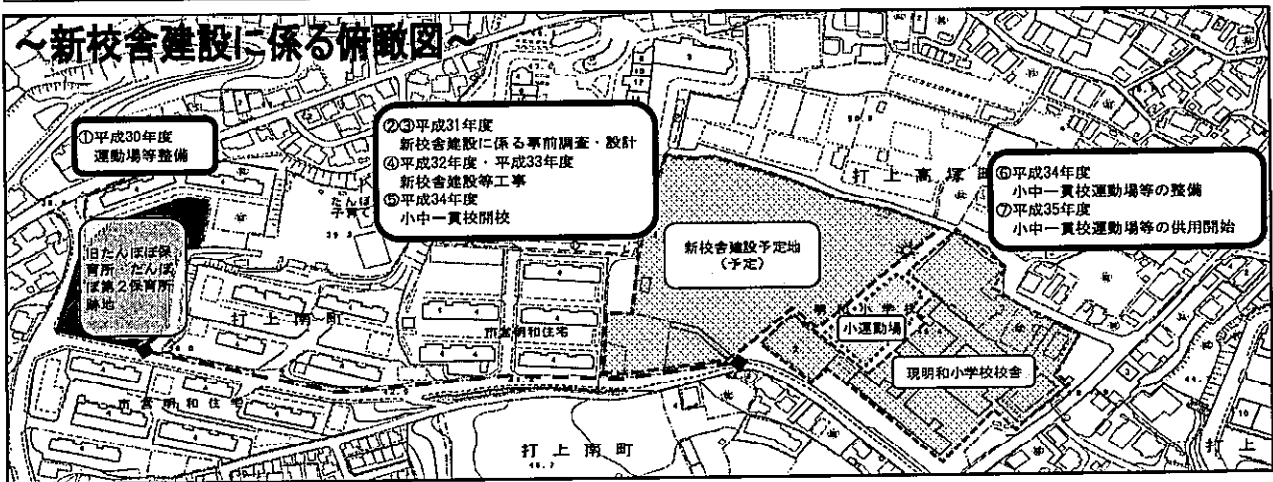 ～新校舎建設に係る俯瞰図～
①平成30年度
運動場等整備
②③平成31年度
新校舎建設に係る事前調査・設計
④平成32年度・平成33年度
新校舎建設等工事
⑤平成34年度
小中一貫校開校
⑥平成34年度
小中一貫校運動場等の整備
⑦平成35年度
小中一貫校運動場等の供用開始
打上高塚町
新校舎建設予定地
（予定）
旧たんぽぽ保
育所・たんぽ
ぽ第2保育所
跡地
打上南町
市営明和住宅
小運動場
現明和小学校校舎
市営明和住宅
打上南町
打上